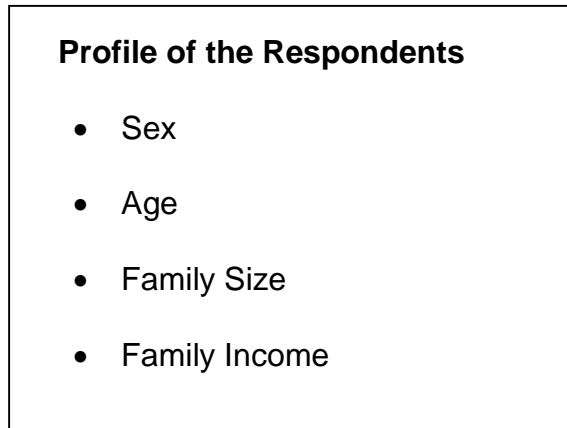 Profile of the Respondents
• Sex
• Age
• Family Size
• Family Income